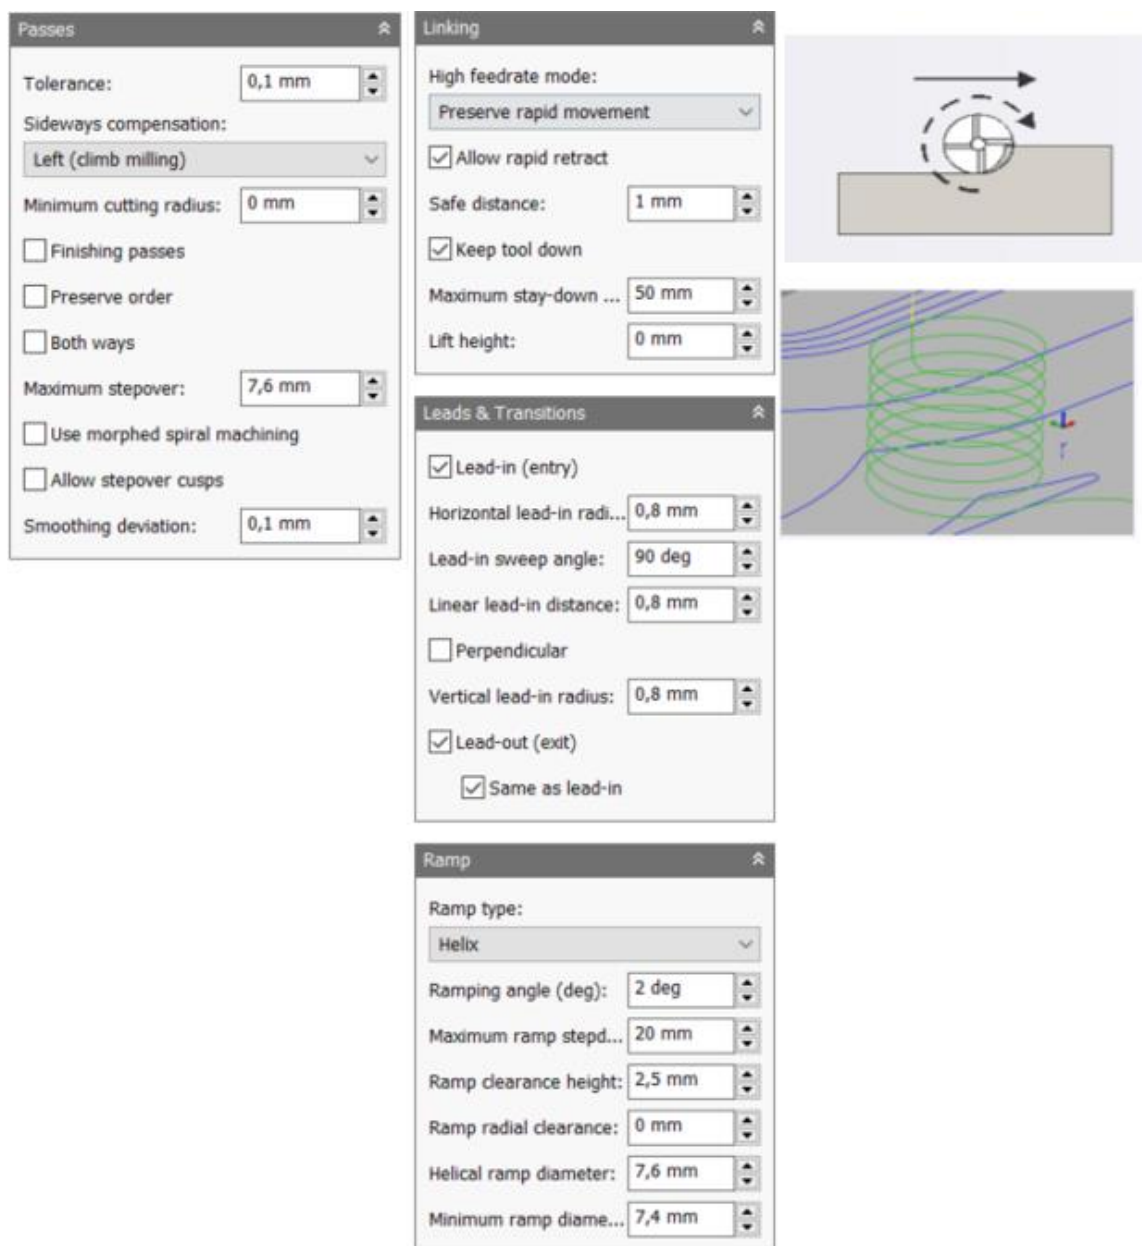 Passes
Tolerance: 0,1 mm
Sideways compensation:
Left (climb milling)
Minimum cutting radius: 0 mm
Finishing passes
Preserve order
Both ways
Maximum stepover: 7,6 mm
Use morphed spiral machining
Allow stepover cusps
Smoothing deviation: 0,1 mm
Linking
High feedrate mode:
Preserve rapid movement
Allow rapid retract
Safe distance: 1 mm
Keep tool down
Maximum stay-down ... 50 mm
Lift height: 0 mm
Leads & Transitions
Lead-in (entry)
Horizontal lead-in radi... 0,8 mm
Lead-in sweep angle: 90 deg
Linear lead-in distance: 0,8 mm
Perpendicular
Vertical lead-in radius: 0,8 mm
Lead-out (exit)
Same as lead-in
Ramp
Ramp type:
Helix
Ramping angle (deg): 2 deg
Maximum ramp stepd... 20 mm
Ramp clearance height: 2,5 mm
Ramp radial clearance: 0 mm
Helical ramp diameter: 7,6 mm
Minimum ramp diame... 7,4 mm